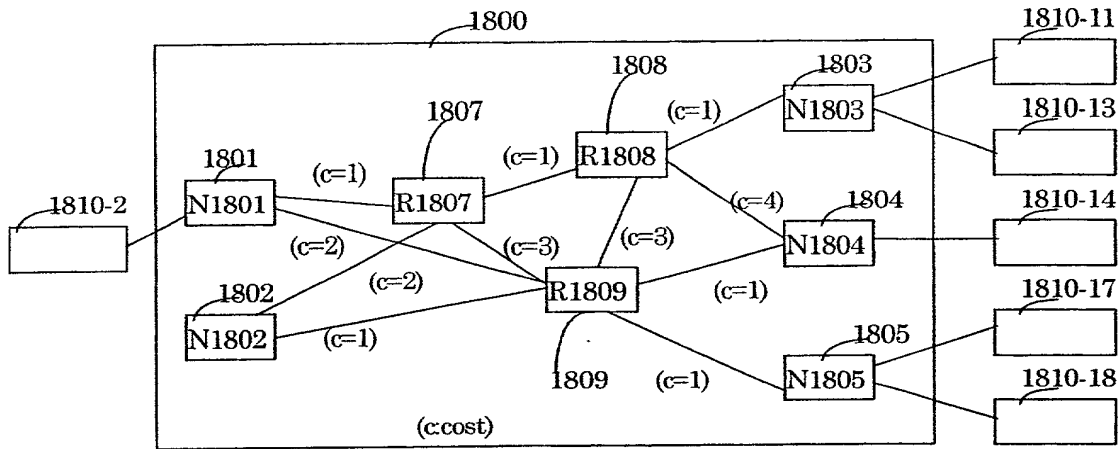 1800
1810-11
1808
1803
1807
(c=1)
N1803
1810-13
1801
(c=1)
(c=1)
R1808
1810-2
N1801
R1807
(c=4)
1804
1810-14
(c=2)
(c=3)
(c=3)
N1804
1802
(c=2)
R1809
(c=1)
1810-17
N1802
(c=1)
1805
1809
(c=1)
N1805
1810-18
(c:cost)